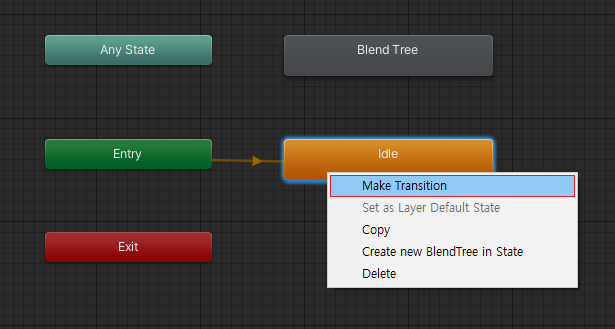 Any State
Blend Tree
Entry
Idle
Make Transition
Set as Layer Default State
Copy
Create new BlendTree in State
Delete
Exit